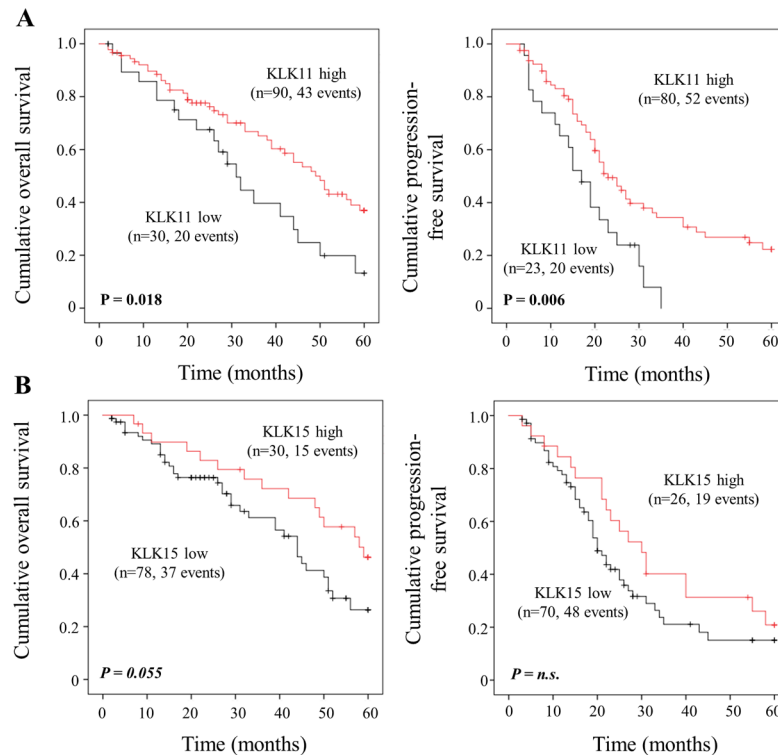 A
Cumulative overall survival
1.0
0.8
0.6
0.4
0.2
0
KLK11 high
(n=90, 43 events)
KLK11 low
(n=30, 20 events)
P = 0.018
0 10 20 30 40 50 60
Time (months)
Cumulative progression-
free survival
1.0
0.8
0.6
0.4
0.2
0
KLK11 high
(n=80, 52 events)
KLK11 low
(n=23, 20 events)
P = 0.006
0 10 20 30 40 50 60
Time (months)
B
Cumulative overall survival
1.0
0.8
0.6
0.4
0.2
0
KLK15 high
(n=30, 15 events)
KLK15 low
(n=78, 37 events)
P = 0.055
0 10 20 30 40 50 60
Time (months)
Cumulative progression-
free survival
1.0
0.8
0.6
0.4
0.2
0
KLK15 high
(n=26, 19 events)
KLK15 low
(n=70, 48 events)
P = n.s.
0 10 20 30 40 50 60
Time (months)